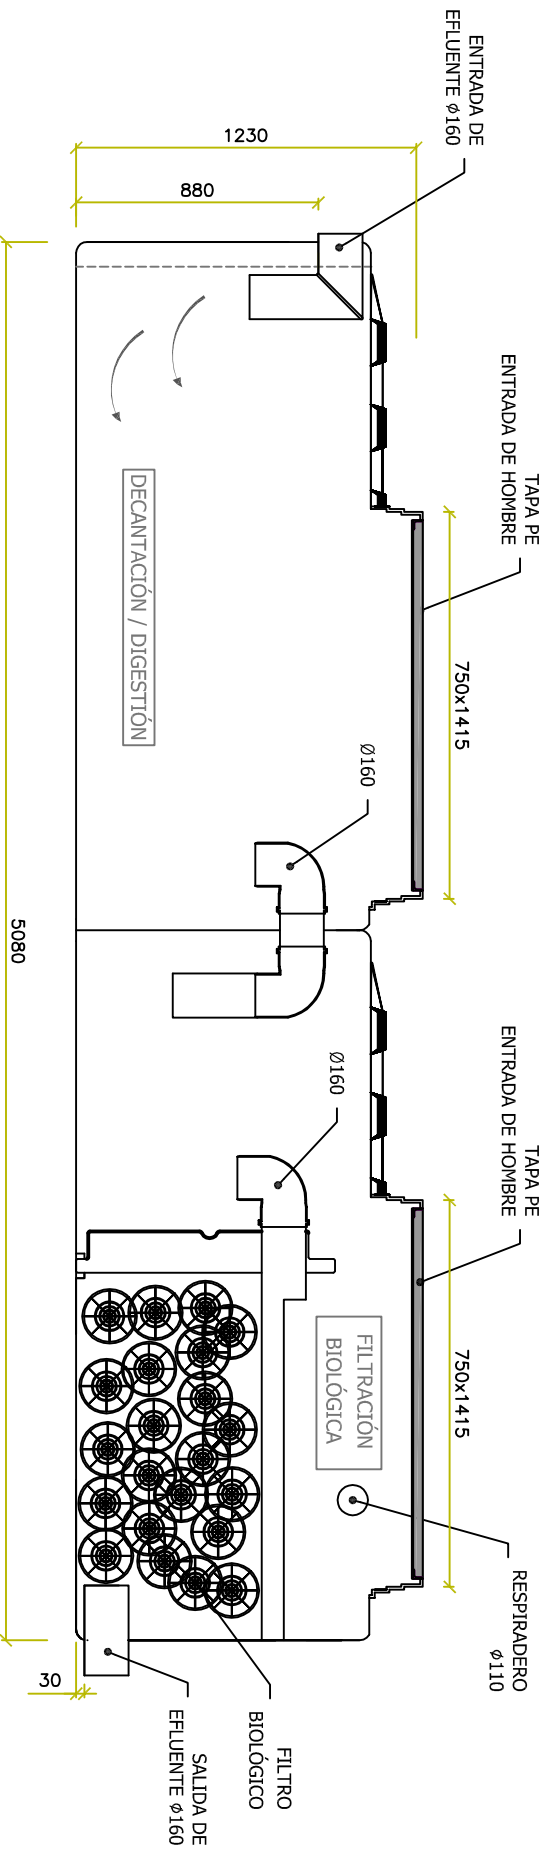 ENTRADA DE
EFLUENTE ø160
1230
880
TAPA PE
ENTRADA DE HOMBRE
750x1415
DECANTACIÓN / DIGESTIÓN
Ø160
5080
Ø160
TAPA PE
ENTRADA DE HOMBRE
750x1415
FILTRACIÓN
BIOLÓGICA
RESPIRADERO
ø110
FILTRO
BIOLÓGICO
SALIDA DE
EFLUENTE ø160
30